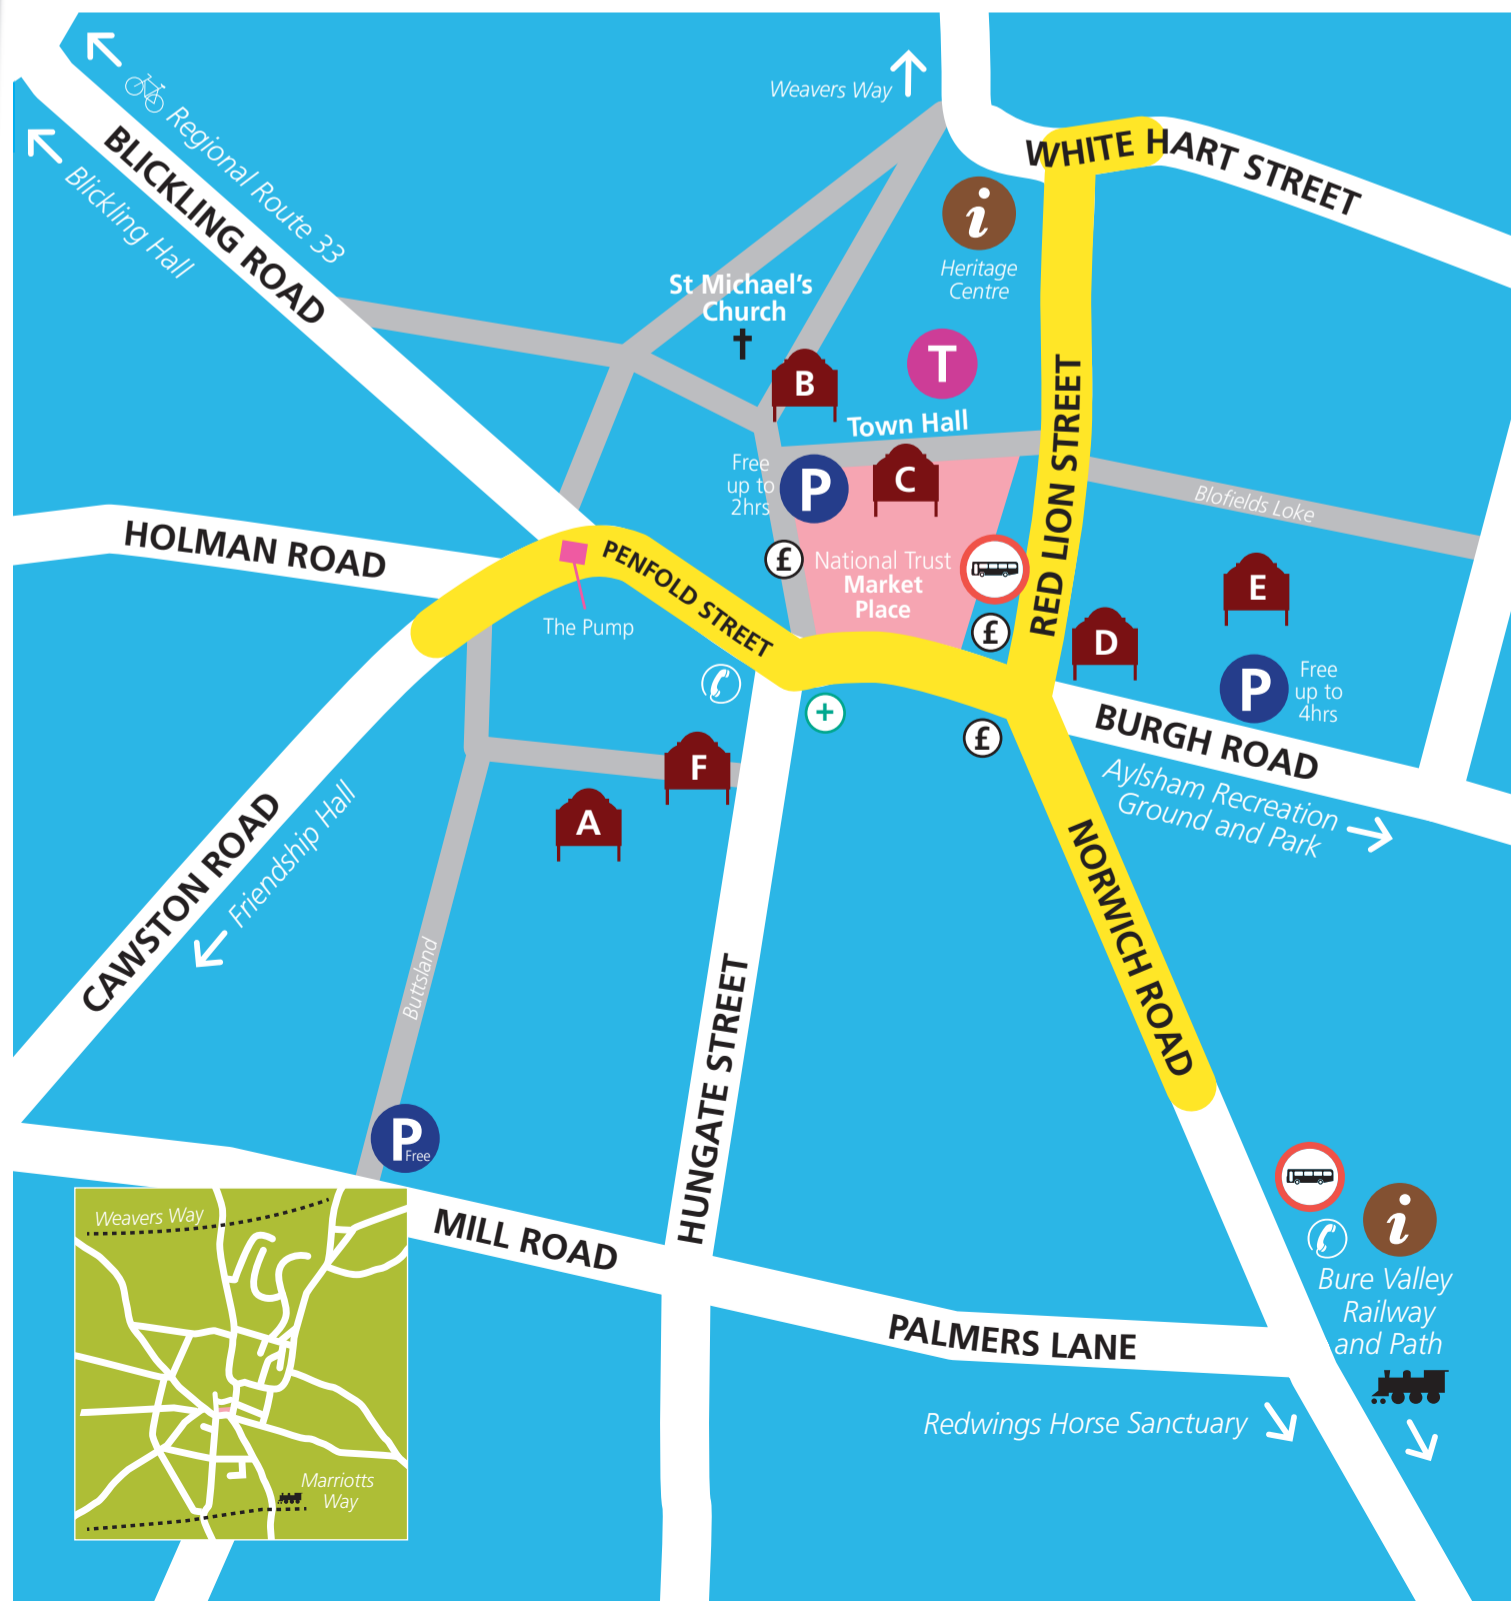 Weavers Way
Regional Route 33
Blickling Hall
BLICKLING ROAD
WHITE HART STREET
i
Heritage
Centre
St Michael's
Church
B
T
Town Hall
RED LION STREET
Free
up to
2hrs
P
C
Blofields Loke
HOLMAN ROAD
PENFOLD STREET
The Pump
£
National Trust
Market
Place
£
D
E
P
Free
up to
4hrs
+
£
BURGH ROAD
Aylsham Recreation
Ground and Park
F
A
CAWSTON ROAD
Friendship Hall
Buttsland
HUNGATE STREET
NORWICH ROAD
P
Free
MILL ROAD
PALMERS LANE
i
Bure Valley
Railway
and Path
Redwings Horse Sanctuary
Weavers Way
Marriotts
Way